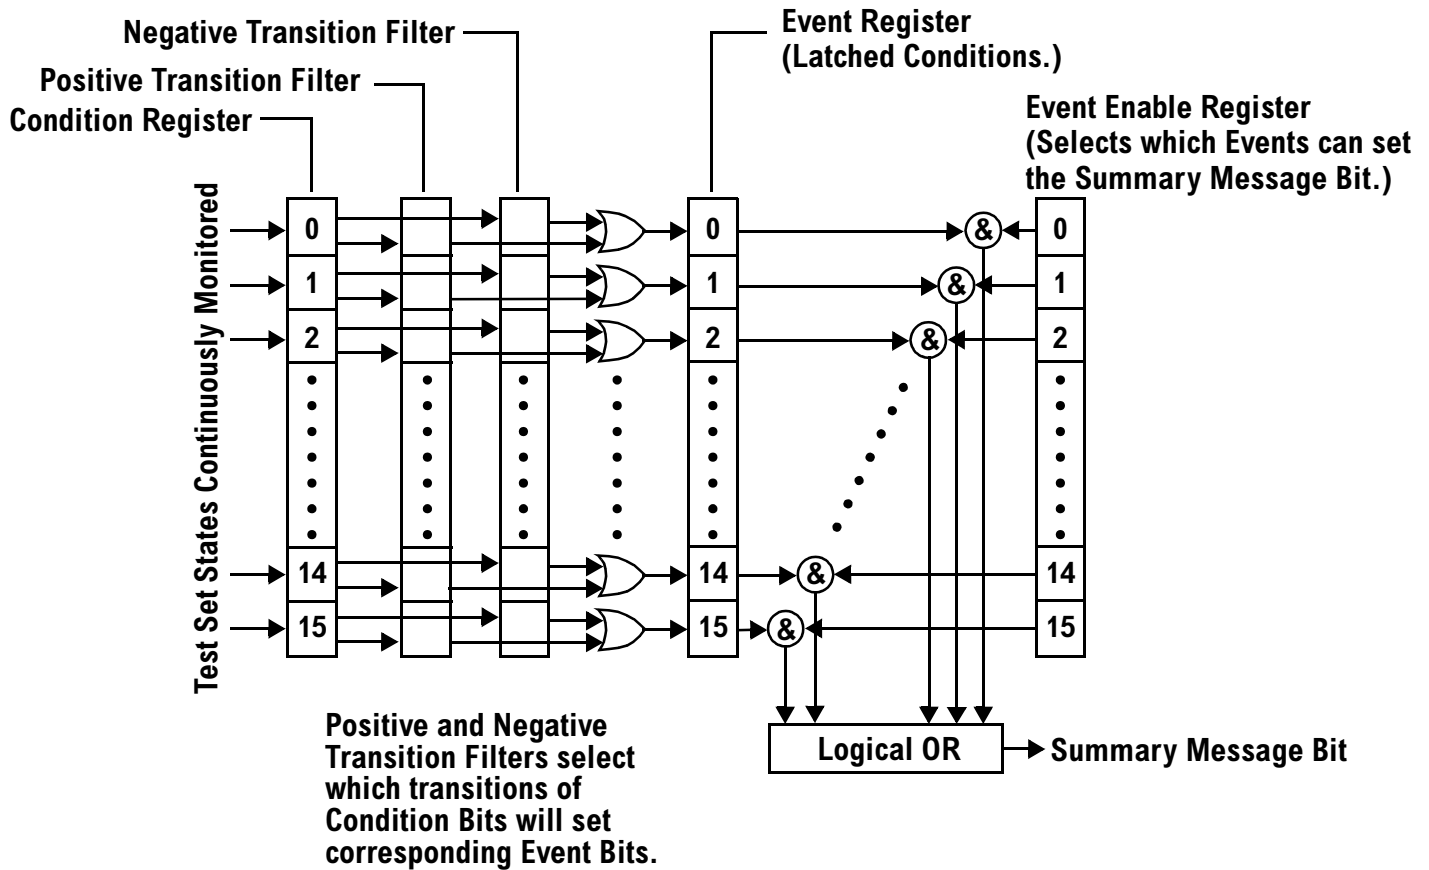 Negative Transition Filter
Positive Transition Filter
Condition Register
Event Register
(Latched Conditions.)
Event Enable Register
(Selects which Events can set
the Summary Message Bit.)
Test Set States Continuously Monitored
0 0 & 0
1 1 & 1
2 2 & 2
14 14 & 14
15 15 & 15
Positive and Negative
Transition Filters select
which transitions of
Condition Bits will set
corresponding Event Bits.
Logical OR
Summary Message Bit